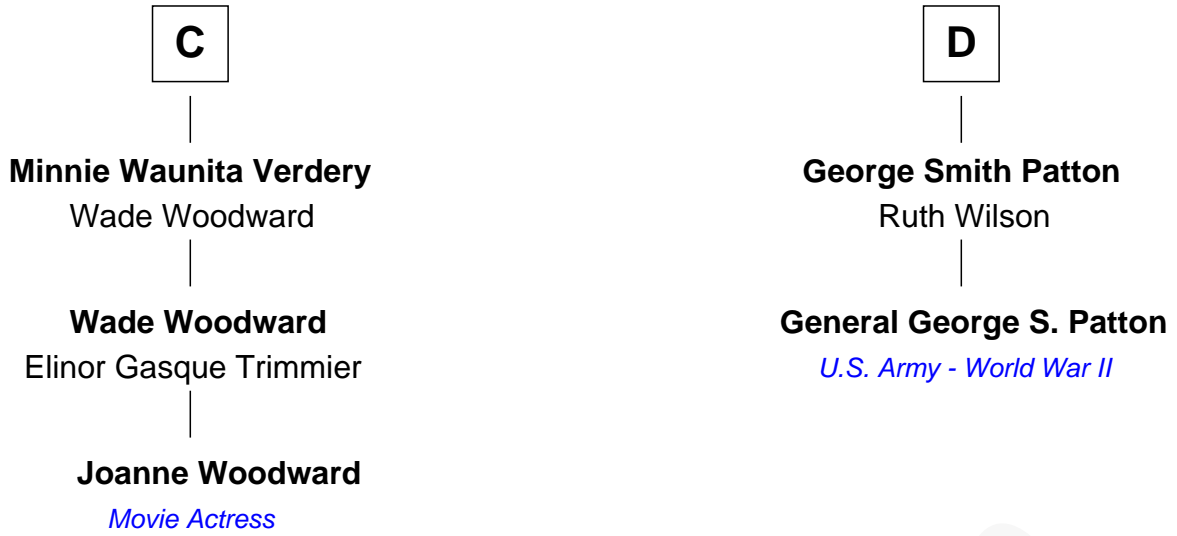 C
Minnie Waunita Verdery
Wade Woodward
Wade Woodward
Elinor Gasque Trimmier
Joanne Woodward
Movie Actress
D
George Smith Patton
Ruth Wilson
General George S. Patton
U.S. Army - World War II